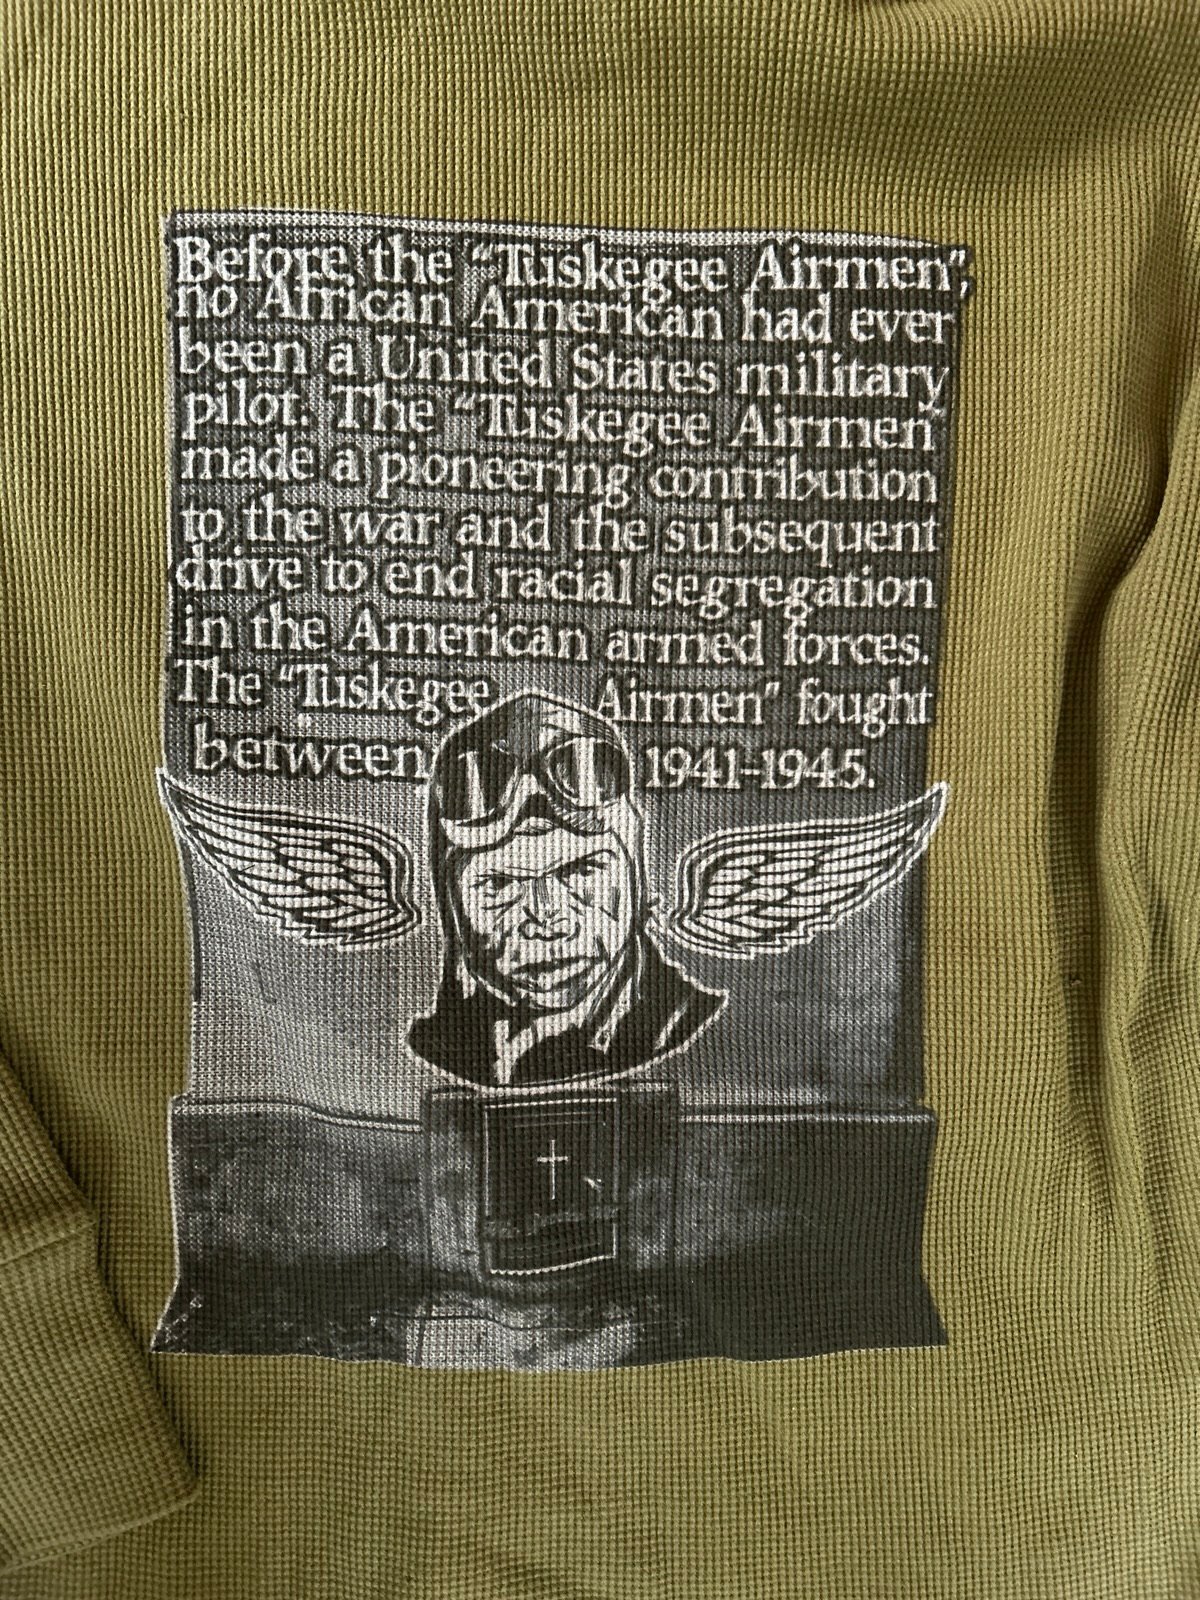 Before the "Tuskegee Airmen",
no African American had ever
been a United States military
pilot. The "Tuskegee Airmen"
made a pioneering contribution
to the war and the subsequent
drive to end racial segregation
in the American armed forces.
The "Tuskegee Airmen" fought
between 1941-1945.